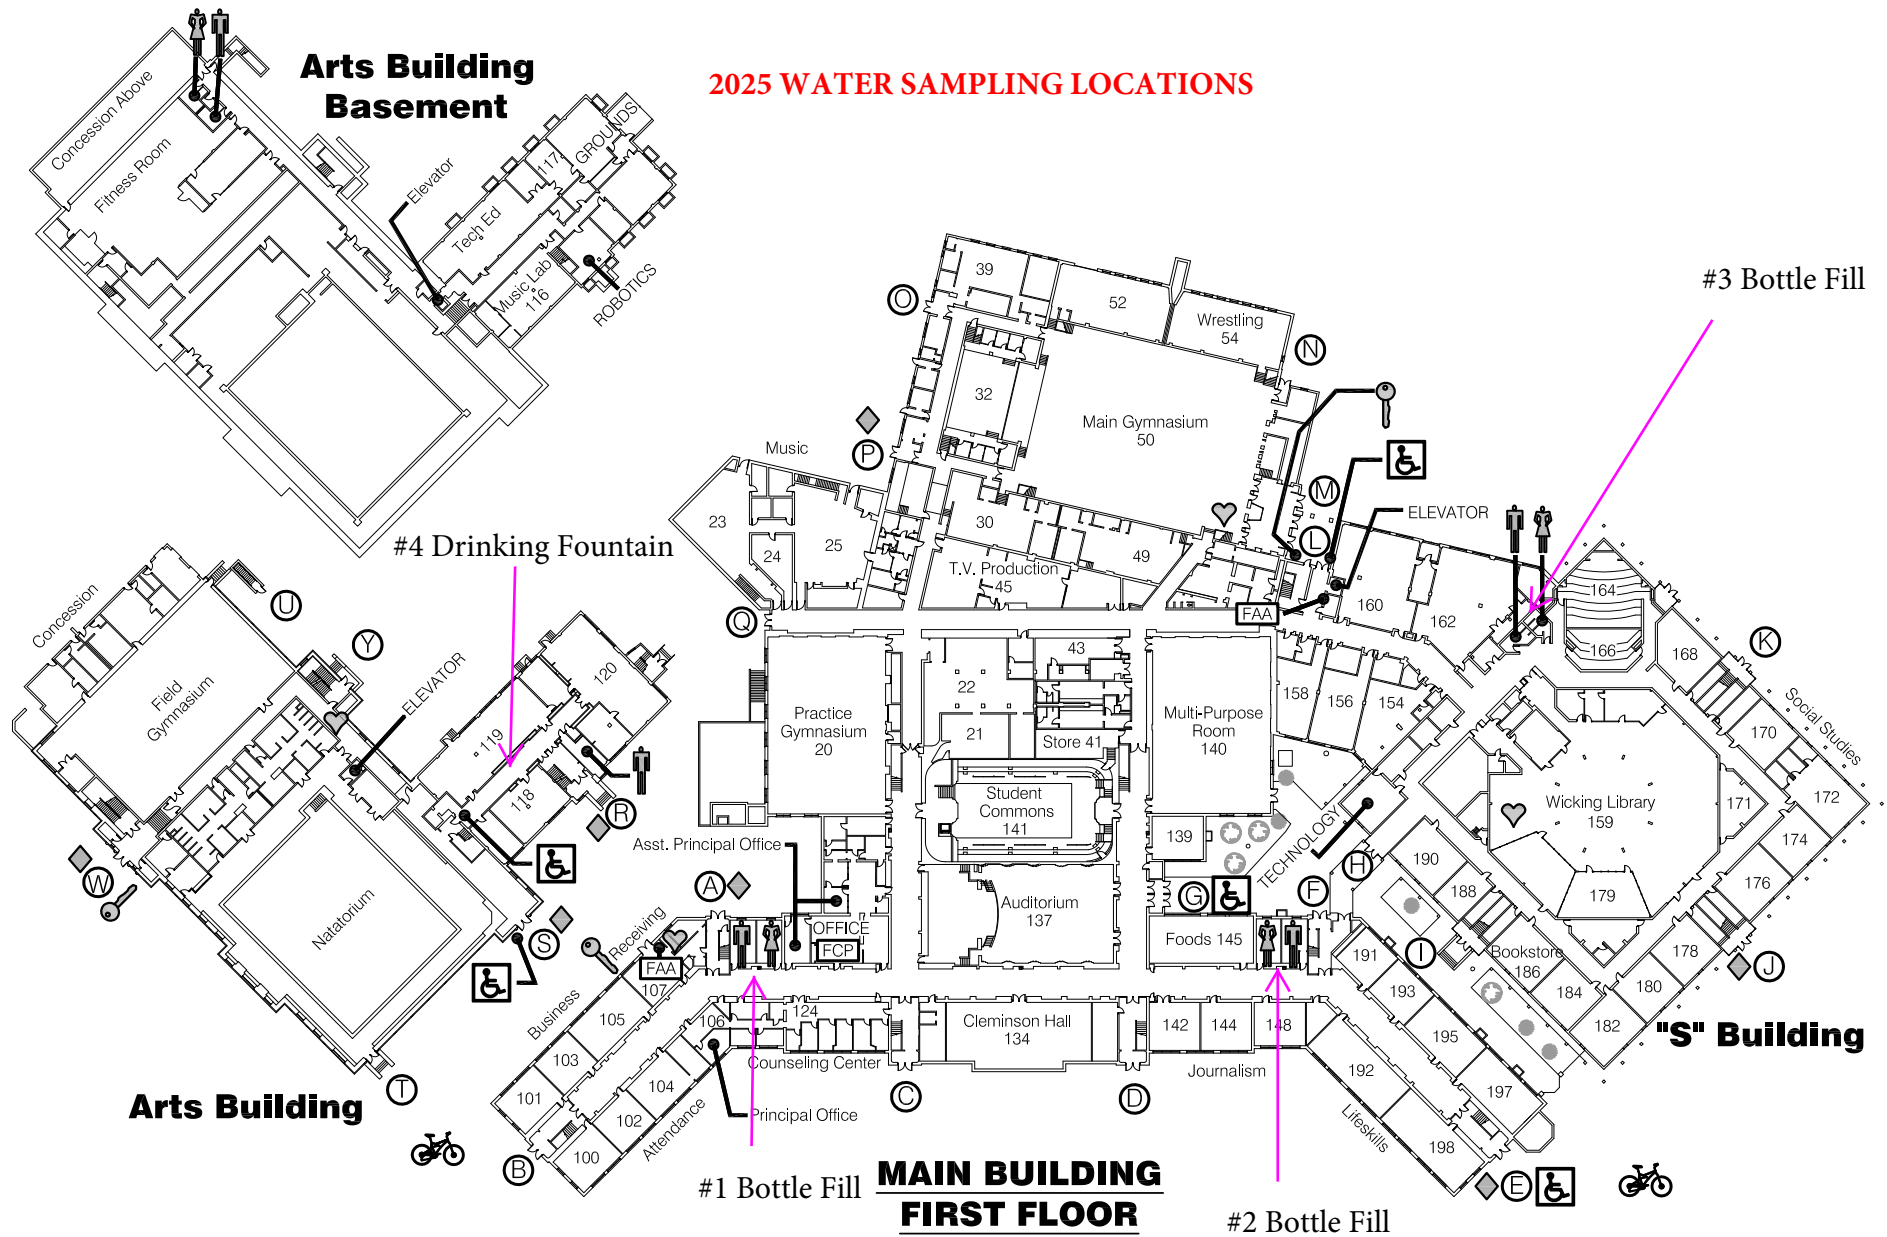 2025 WATER SAMPLING LOCATIONS
Arts Building
Basement
Concession Above
Fitness Room
Elevator
Tech Ed
117
GROUNDS
Music Lab
116
ROBOTICS
#3 Bottle Fill
39
52
Wrestling
54
O
N
32
Main Gymnasium
50
P
Music
23
24
25
30
49
T.V. Production
45
M
L
ELEVATOR
FAA
160
162
164
166
168
K
Social Studies
170
172
171
174
176
178
180
182
184
Bookstore
186
188
190
179
Wicking Library
159
J
"S" Building
#4 Drinking Fountain
Concession
U
Y
Field
Gymnasium
ELEVATOR
119
120
118
R
W
Natatorium
S
T
Arts Building
Q
Practice
Gymnasium
20
22
21
43
Store 41
Student
Commons
141
Multi-Purpose
Room
140
158
156
154
139
TECHNOLOGY
H
G
F
I
Asst. Principal Office
A
OFFICE
FCP
Auditorium
137
Foods 145
Receiving
FAA
107
Business
105
103
101
106
124
Counseling Center
104
102
100
Attendance
Principal Office
B
Cleminson Hall
134
C
D
142
144
148
Journalism
191
193
195
197
192
198
Lifeskills
E
#1 Bottle Fill
MAIN BUILDING
FIRST FLOOR
#2 Bottle Fill